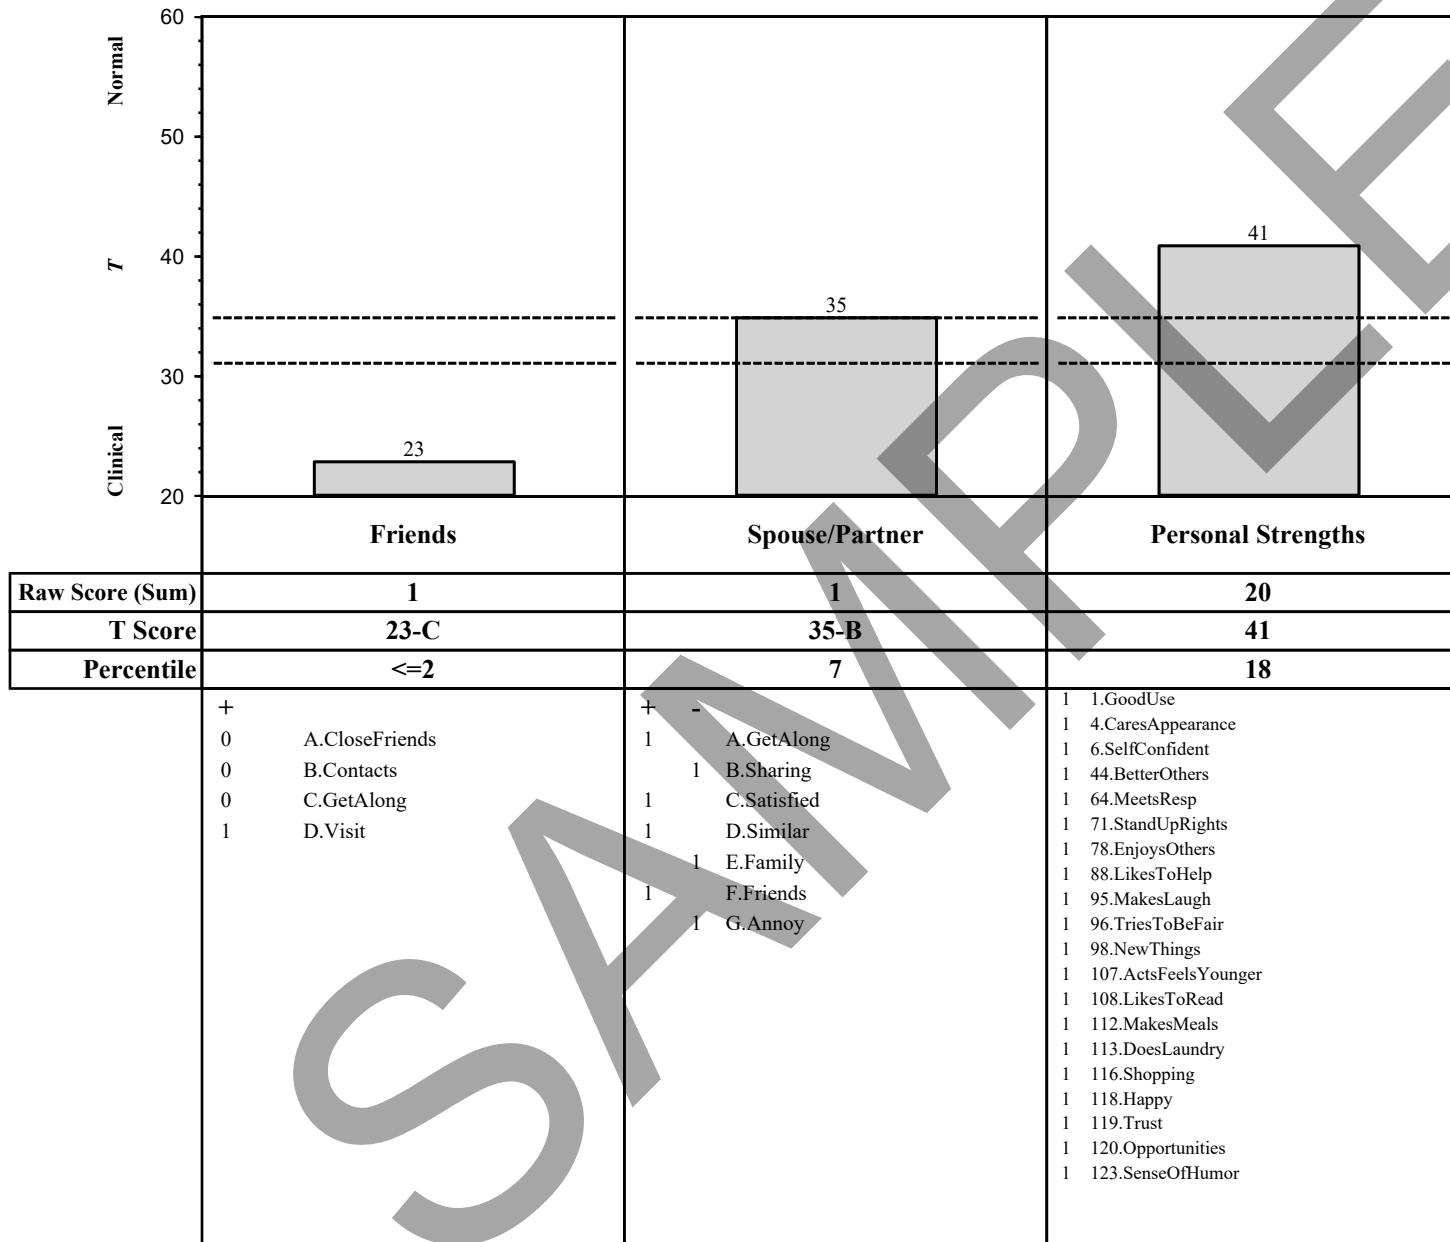 60
Normal
50
T
40
30
Clinical
20
23
35
41
Friends Spouse/Partner Personal Strengths
Raw Score (Sum) 1 1 20
T Score 23-C 35-B 41
Percentile <=2 7 18
+
0 A.CloseFriends
0 B.Contacts
0 C.GetAlong
1 D.Visit
+ -
1 A.GetAlong
1 B.Sharing
1 C.Satisfied
1 D.Similar
1 E.Family
1 F.Friends
1 G.Annoy
1 1.GoodUse
1 4.CaresAppearance
1 6.SelfConfident
1 44.BetterOthers
1 64.MeetsResp
1 71.StandUpRights
1 78.EnjoysOthers
1 88.LikesToHelp
1 95.MakesLaugh
1 96.TriesToBeFair
1 98.NewThings
1 107.ActsFeelsYounger
1 108.LikesToRead
1 112.MakesMeals
1 113.DoesLaundry
1 116.Shopping
1 118.Happy
1 119.Trust
1 120.Opportunities
1 123.SenseOfHumor
SAMPLE